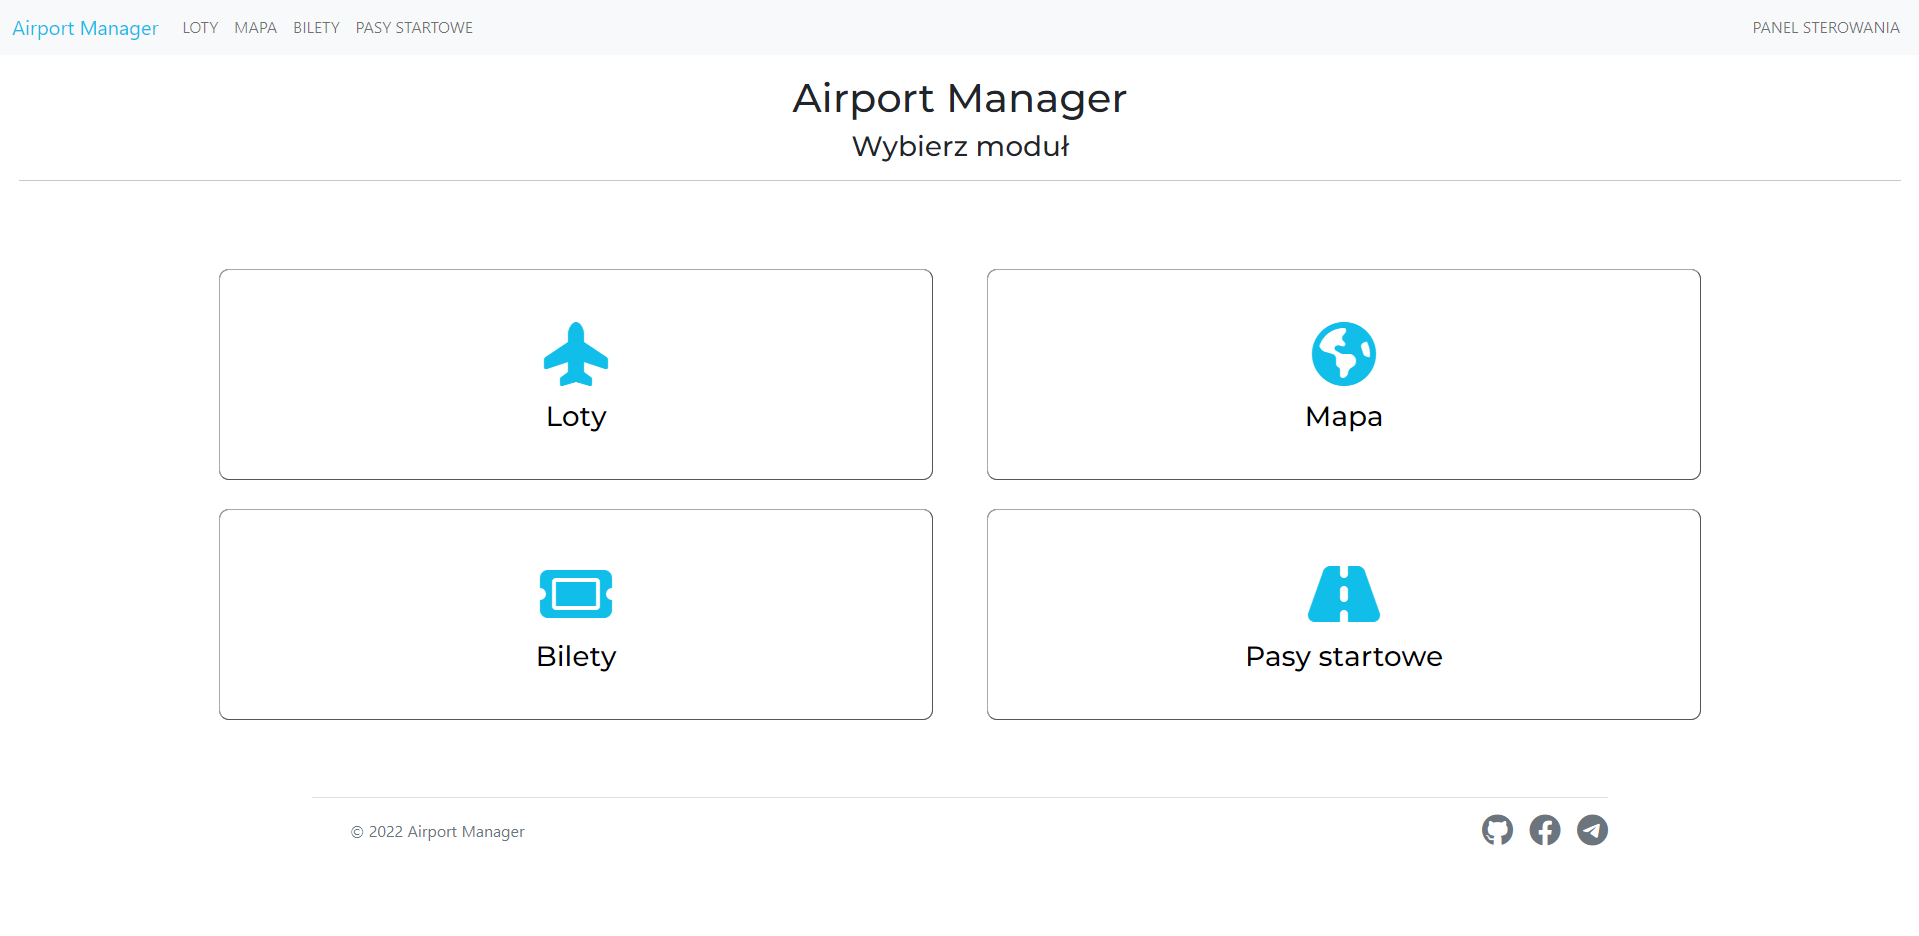 Airport Manager LOTY MAPA BILETY PASY STARTOWE PANEL STEROWANIA
Airport Manager
Wybierz moduł
Loty
Mapa
Bilety
Pasy startowe
© 2022 Airport Manager